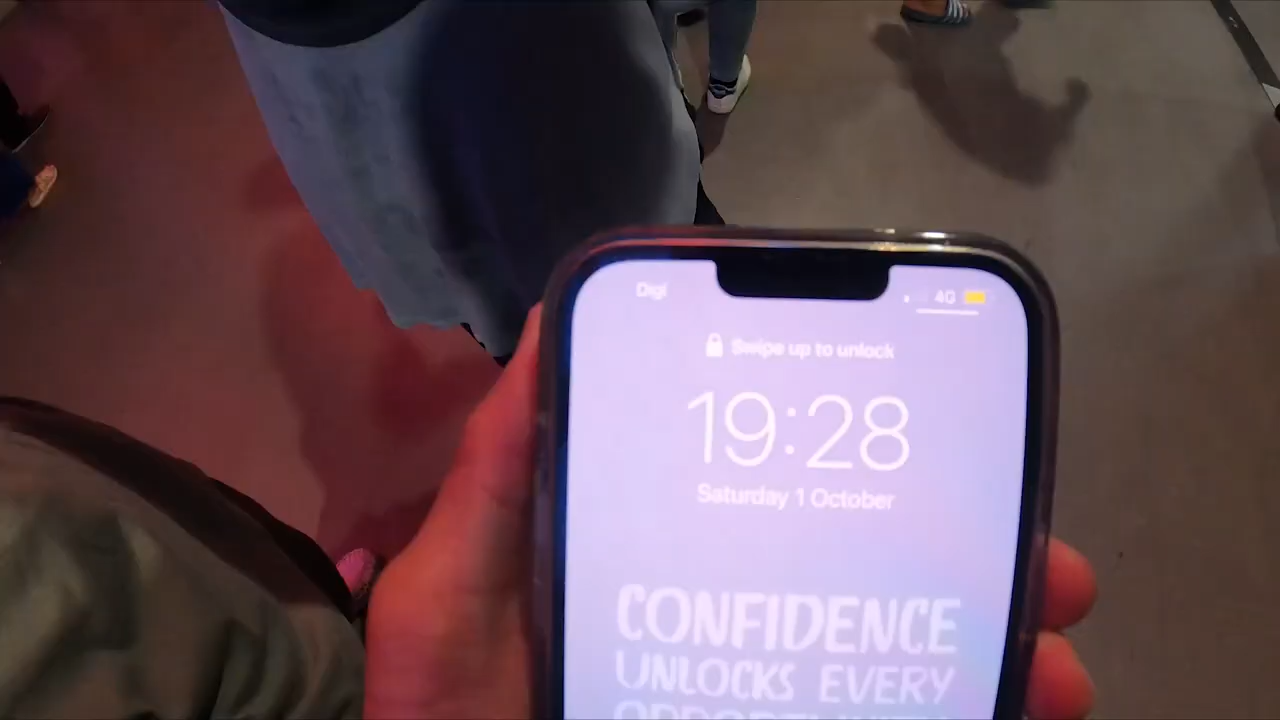 Digi 4G
Swipe up to unlock
19:28
Saturday 1 October
CONFIDENCE
UNLOCKS EVERY